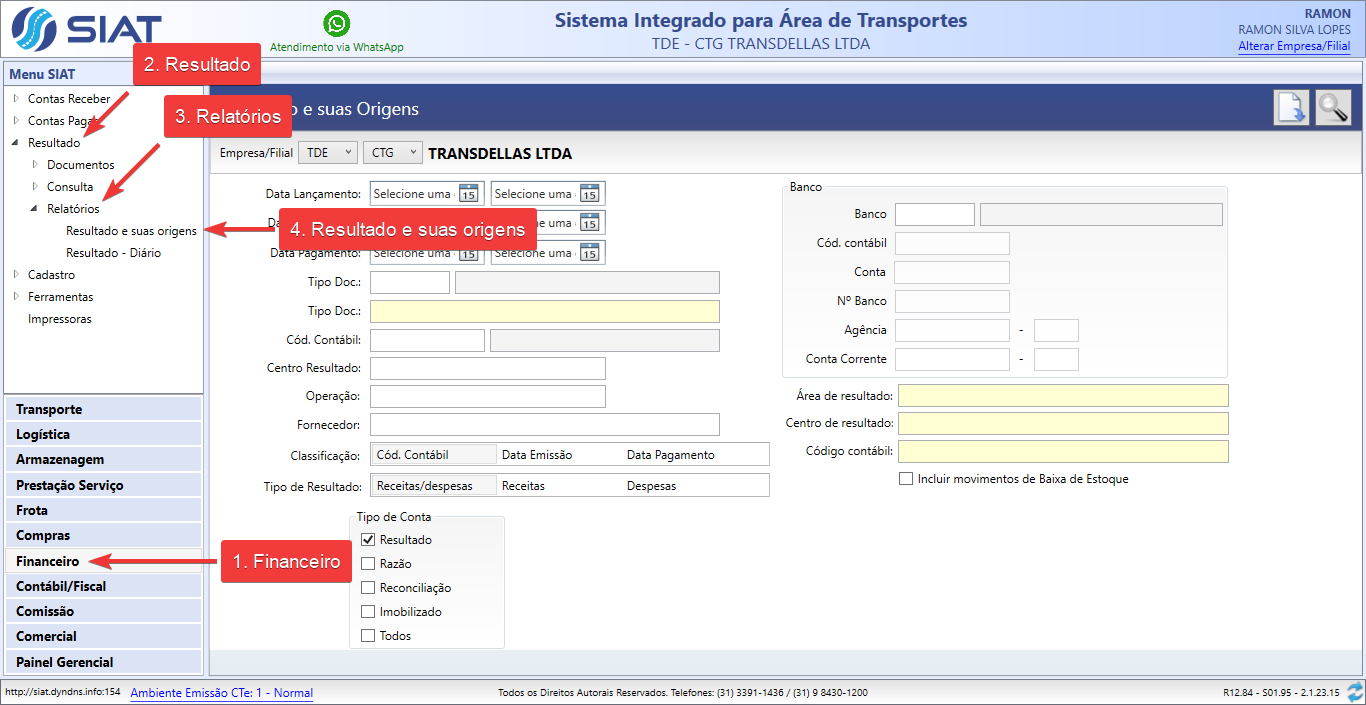 SIAT
Atendimento via WhatsApp
Sistema Integrado para Área de Transportes
TDE - CTG TRANSDELLAS LTDA
RAMON
RAMON SILVA LOPES
Alterar Empresa/Filial
Menu SIAT
2. Resultado
Contas Receber
Contas Pagar
3. Relatórios
Resultado
Documentos
Consulta
Relatórios
Resultado e suas origens
Resultado - Diário
4. Resultado e suas origens
Cadastro
Ferramentas
Impressoras
Transporte
Logística
Armazenagem
Prestação Serviço
Frota
Compras
Financeiro
1. Financeiro
Contábil/Fiscal
Comissão
Comercial
Painel Gerencial
e suas Origens
Empresa/Filial TDE CTG TRANSDELLAS LTDA
Data Lançamento: Selecione uma 15 Selecione uma 15
uma 15
Data Pagamento: Selecione uma 15 Selecione uma 15
Tipo Doc.:
Tipo Doc.:
Cód. Contábil:
Centro Resultado:
Operação:
Fornecedor:
Classificação: Cód. Contábil Data Emissão Data Pagamento
Tipo de Resultado: Receitas/despesas Receitas Despesas
Tipo de Conta
Resultado
Razão
Reconciliação
Imobilizado
Todos
Banco
Banco
Cód. contábil
Conta
Nº Banco
Agência -
Conta Corrente -
Área de resultado:
Centro de resultado:
Código contábil:
Incluir movimentos de Baixa de Estoque
http://siat.dyndns.info:154 Ambiente Emissão CTe: 1 - Normal Todos os Direitos Autorais Reservados. Telefones: (31) 3391-1436 / (31) 9 8430-1200 R12.84 - S01.95 - 2.1.23.15